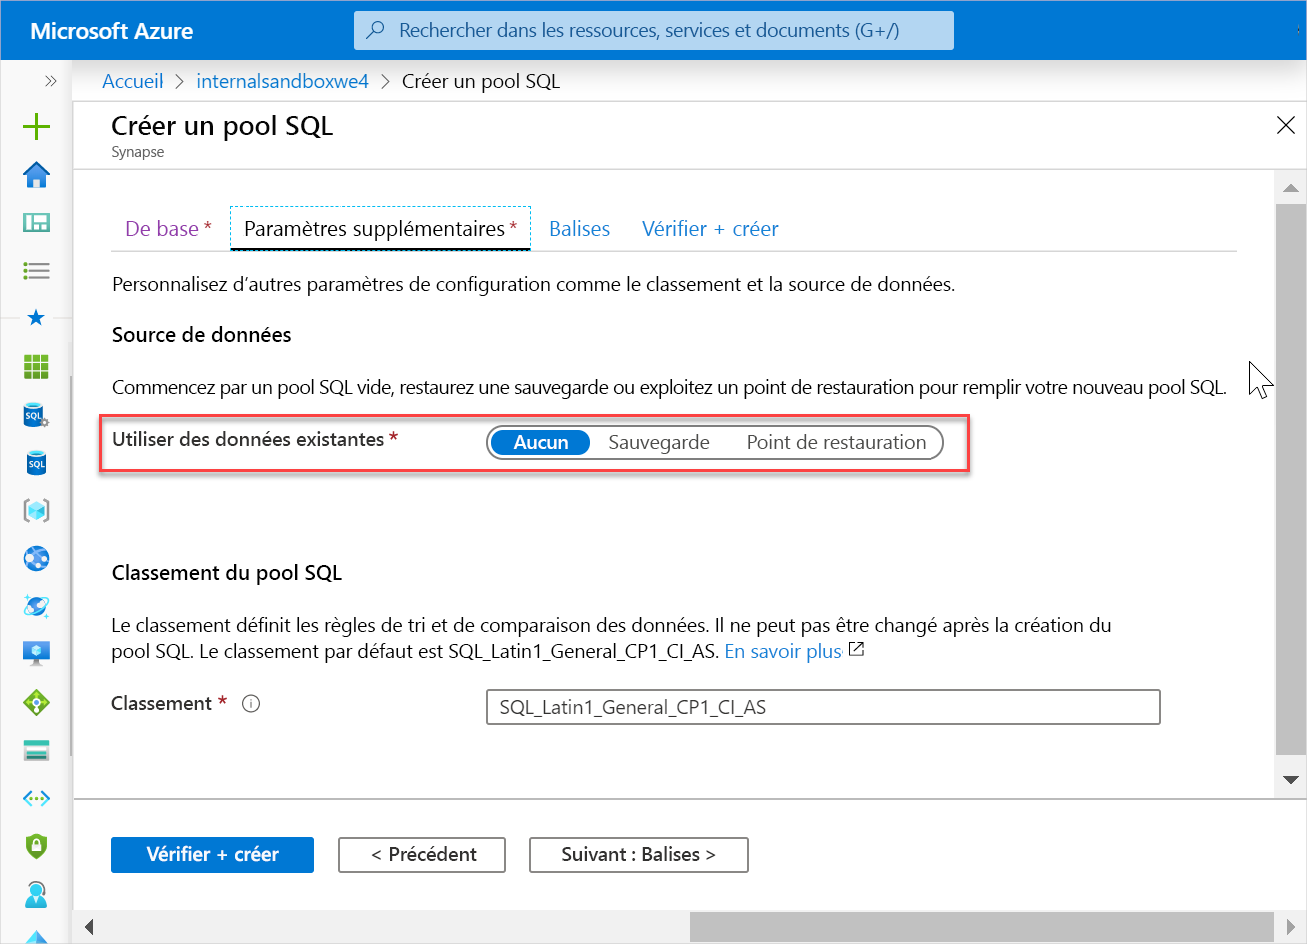 Microsoft Azure
Rechercher dans les ressources, services et documents (G+/)
Accueil > internalsandboxwe4 > Créer un pool SQL
Créer un pool SQL
Synapse
De base * Paramètres supplémentaires * Balises Vérifier + créer
Personnalisez d’autres paramètres de configuration comme le classement et la source de données.
Source de données
Commencez par un pool SQL vide, restaurez une sauvegarde ou exploitez un point de restauration pour remplir votre nouveau pool SQL.
Utiliser des données existantes * Aucun Sauvegarde Point de restauration
Classement du pool SQL
Le classement définit les règles de tri et de comparaison des données. Il ne peut pas être changé après la création du
pool SQL. Le classement par défaut est SQL_Latin1_General_CP1_CI_AS. En savoir plus
Classement * SQL_Latin1_General_CP1_CI_AS
Vérifier + créer < Précédent Suivant : Balises >
SQL
SQL